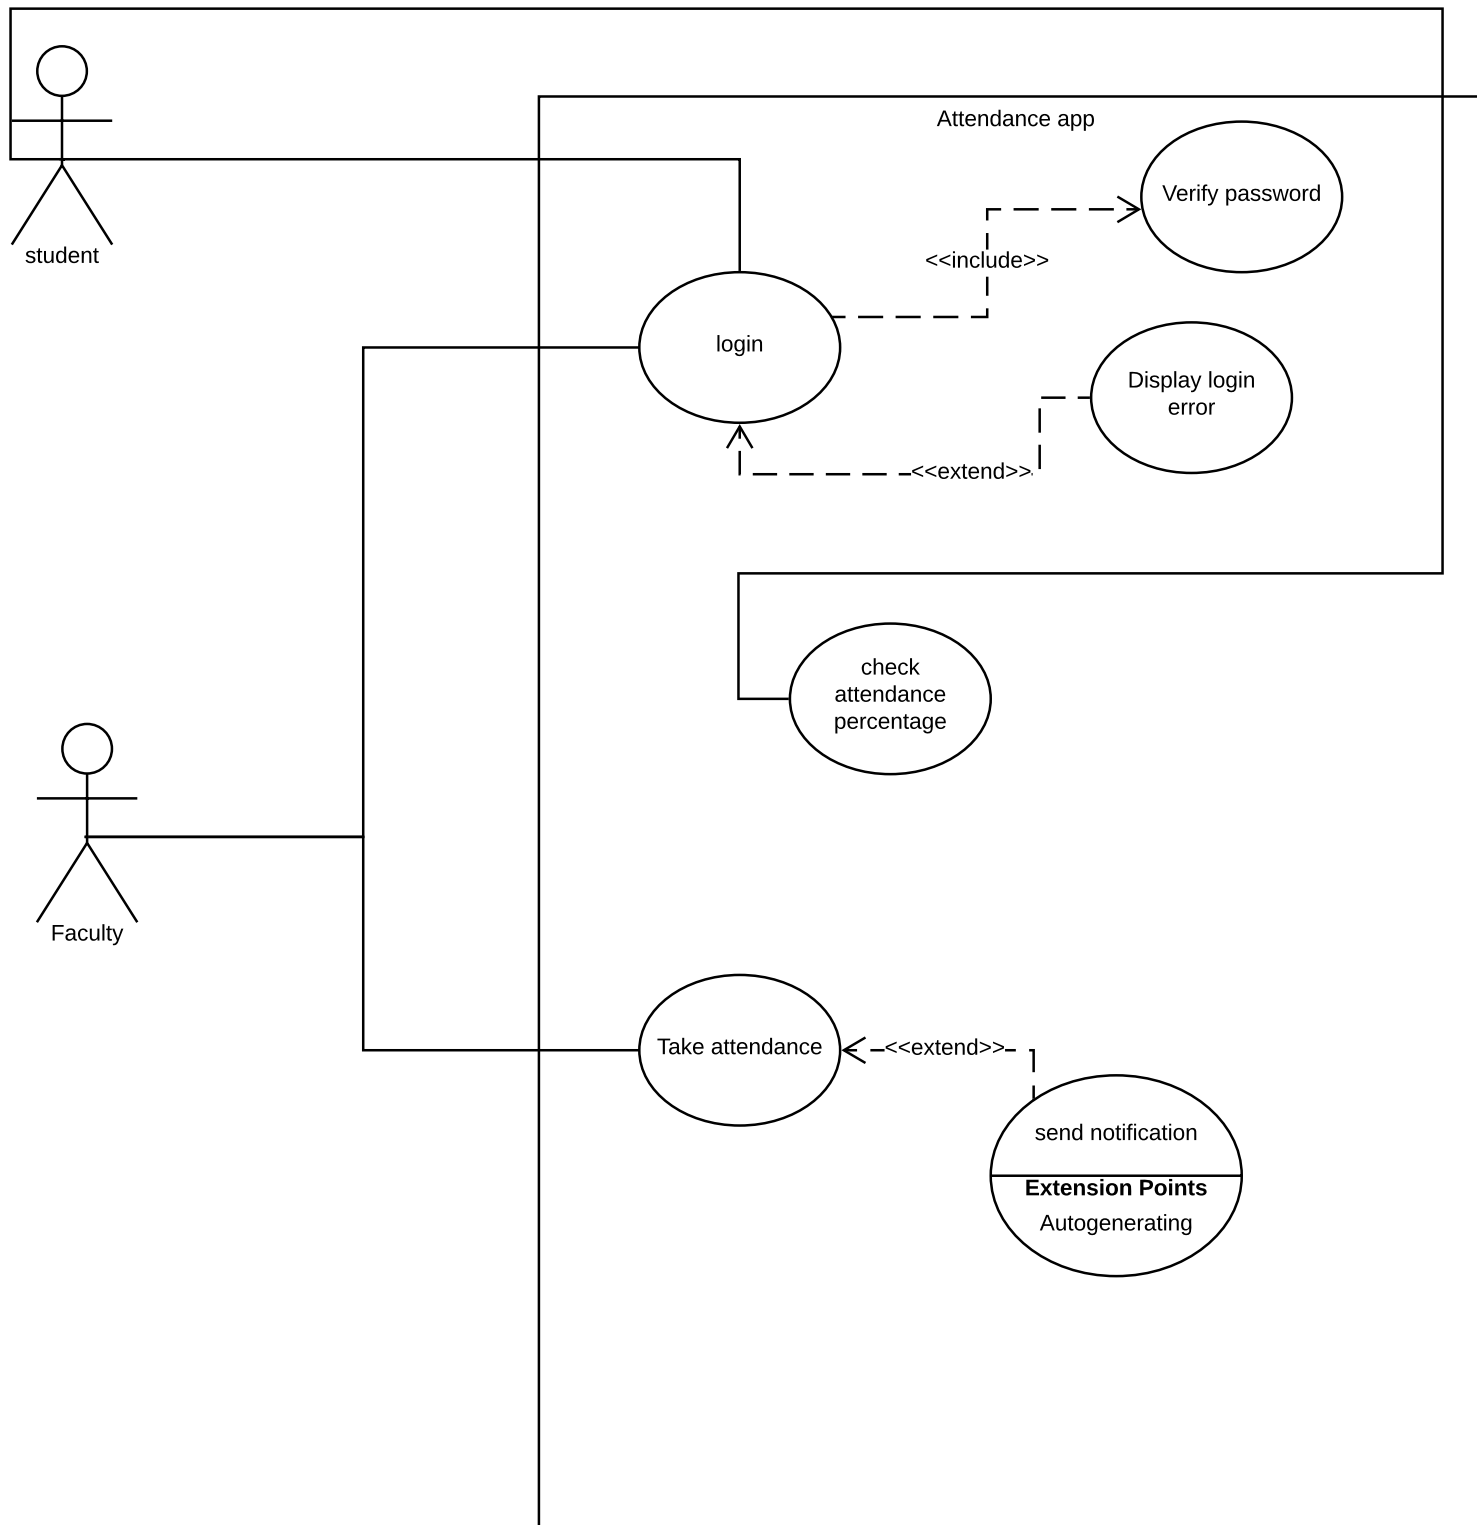 Attendance app
Verify password
student
<<include>>
login
Display login
error
<<extend>>
check
attendance
percentage
Faculty
Take attendance
<<extend>>
send notification
Extension Points
Autogenerating